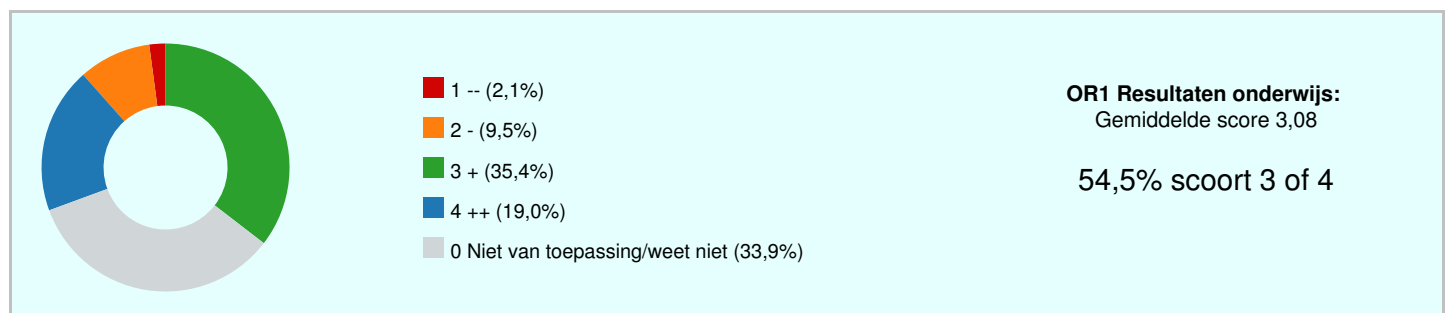 1 -- (2,1%)
2 - (9,5%)
3 + (35,4%)
4 ++ (19,0%)
0 Niet van toepassing/weet niet (33,9%)
OR1 Resultaten onderwijs:
Gemiddelde score 3,08
54,5% scoort 3 of 4